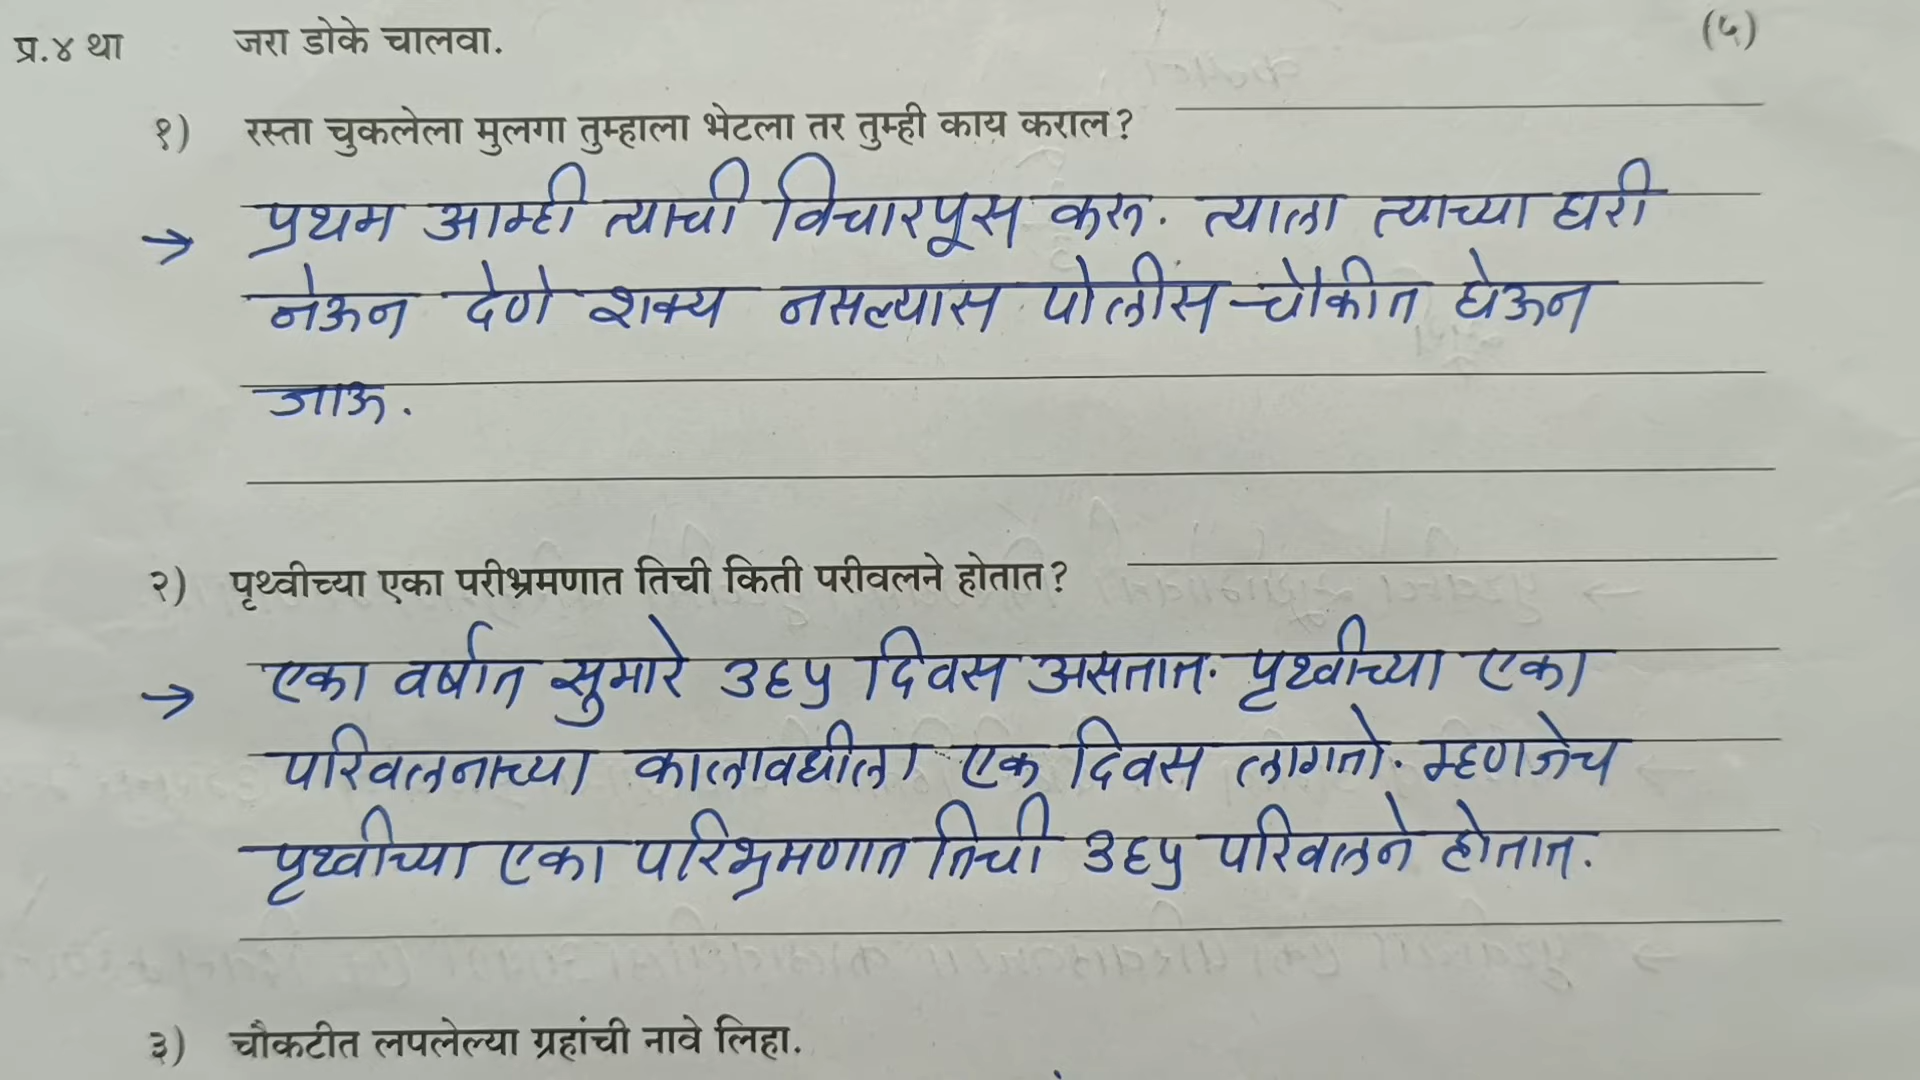 प्र.४ था जरा डोके चालवा. (५)
१) रस्ता चुकलेला मुलगा तुम्हाला भेटला तर तुम्ही काय कराल?
→ प्रथम आम्ही त्याची विचारपूस करू. त्याला त्याच्या घरी
नेऊन देणे शक्य नसल्यास पोलीस चौकीत घेऊन
जाऊ.
२) पृथ्वीच्या एका परीभ्रमणात तिची किती परीवलने होतात?
→ एका वर्षात सुमारे ३६५ दिवस असतात. पृथ्वीच्या एका
परिवलनाच्या कालावधीला एक दिवस लागतो. म्हणजेच
पृथ्वीच्या एका परिभ्रमणात तिची ३६५ परिवलने होतात.
३) चौकटीत लपलेल्या ग्रहांची नावे लिहा.